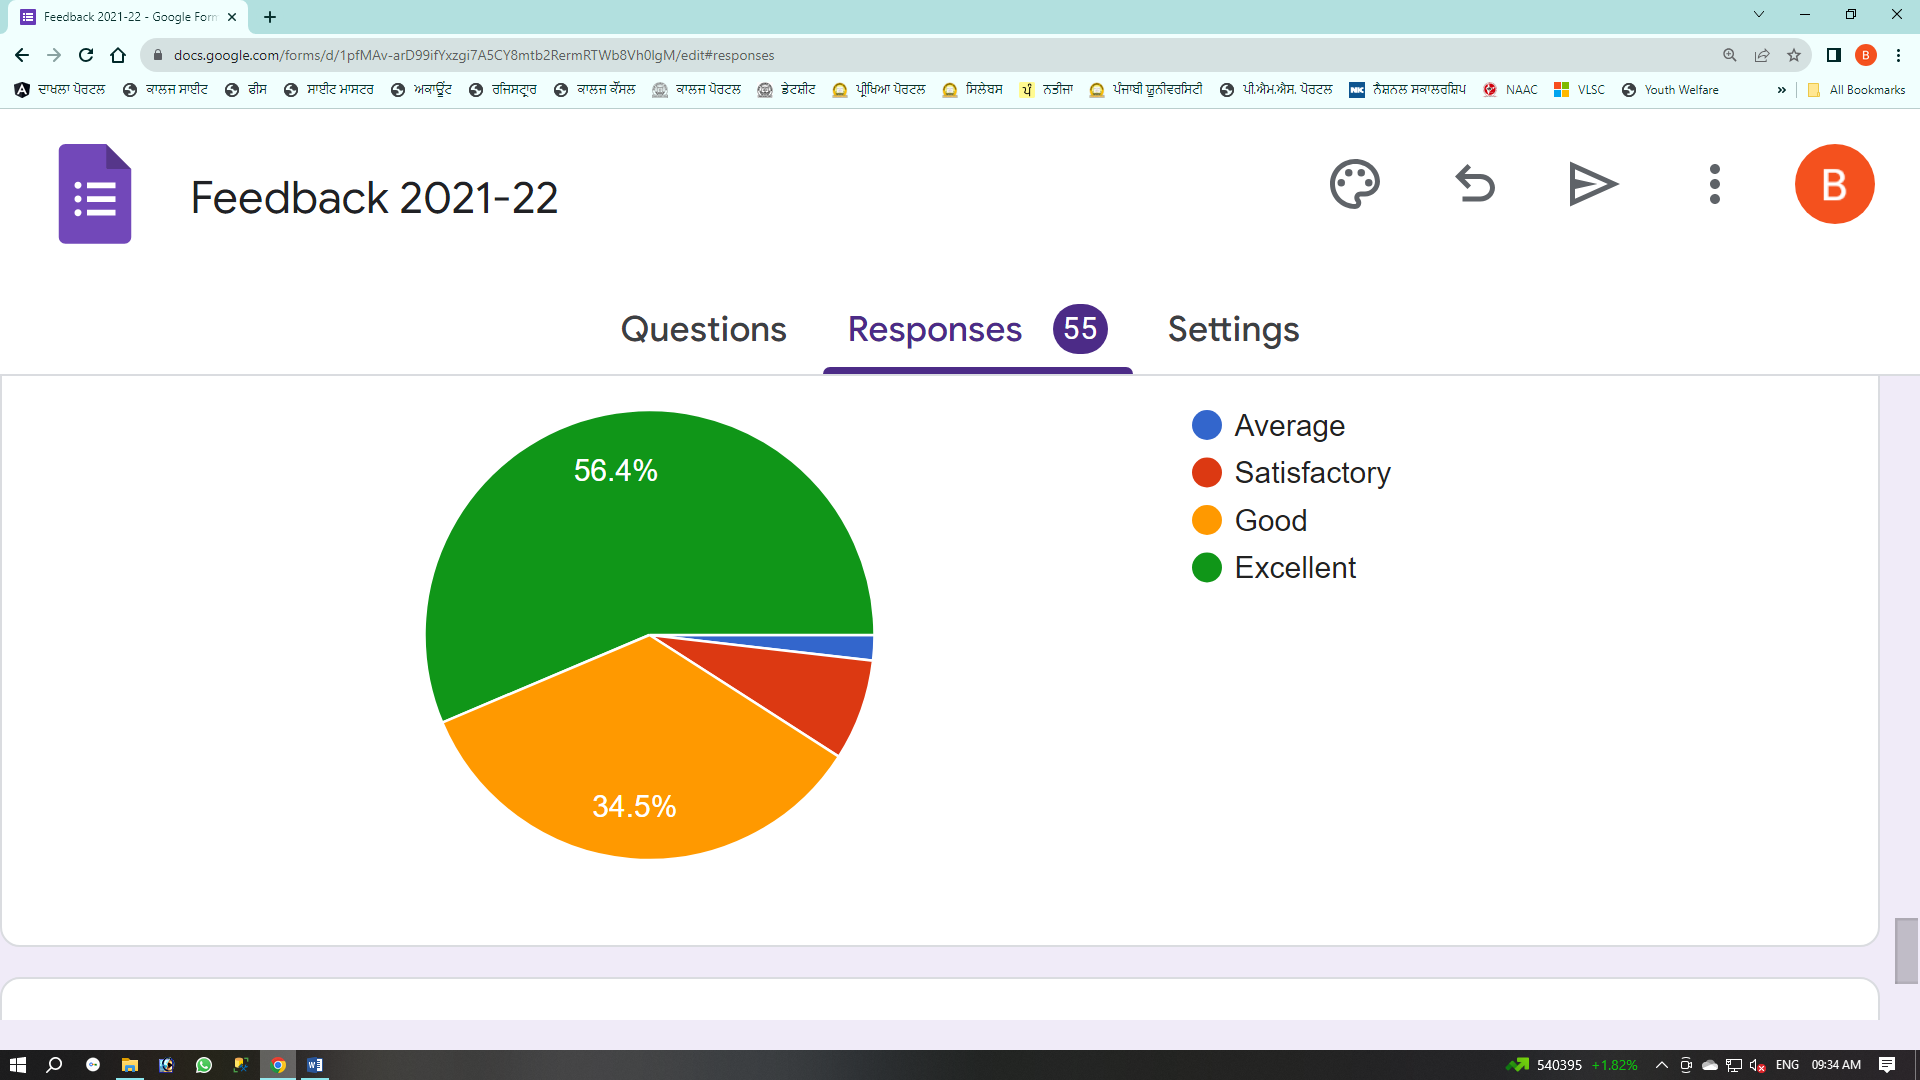 Feedback 2021-22 - Google Form
docs.google.com/forms/d/1pfMAv-arD99ifYxzgi7A5CY8mtb2RermRTWb8Vh0lgM/edit#responses
B
ਦਾਖਲਾ ਪੋਰਟਲ ਕਾਲਜ ਸਾਈਟ ਫੀਸ ਸਾਈਟ ਮਾਸਟਰ ਅਕਾਊਂਟ ਰਜਿਸਟ੍ਰਾਰ ਕਾਲਜ ਕੌਂਸਲ ਕਾਲਜ ਪੋਰਟਲ ਡੇਟਸ਼ੀਟ ਪ੍ਰੀਖਿਆ ਪੋਰਟਲ ਸਿਲੇਬਸ ਨਤੀਜਾ ਪੰਜਾਬੀ ਯੂਨੀਵਰਸਿਟੀ ਪੀ.ਐਮ.ਐਸ. ਪੋਰਟਲ ਨੈਸ਼ਨਲ ਸਕਾਲਰਸ਼ਿਪ NAAC VLSC Youth Welfare » All Bookmarks
Feedback 2021-22
B
Questions Responses 55 Settings
56.4%
34.5%
Average
Satisfactory
Good
Excellent
540395 +1.82% ENG 09:34 AM